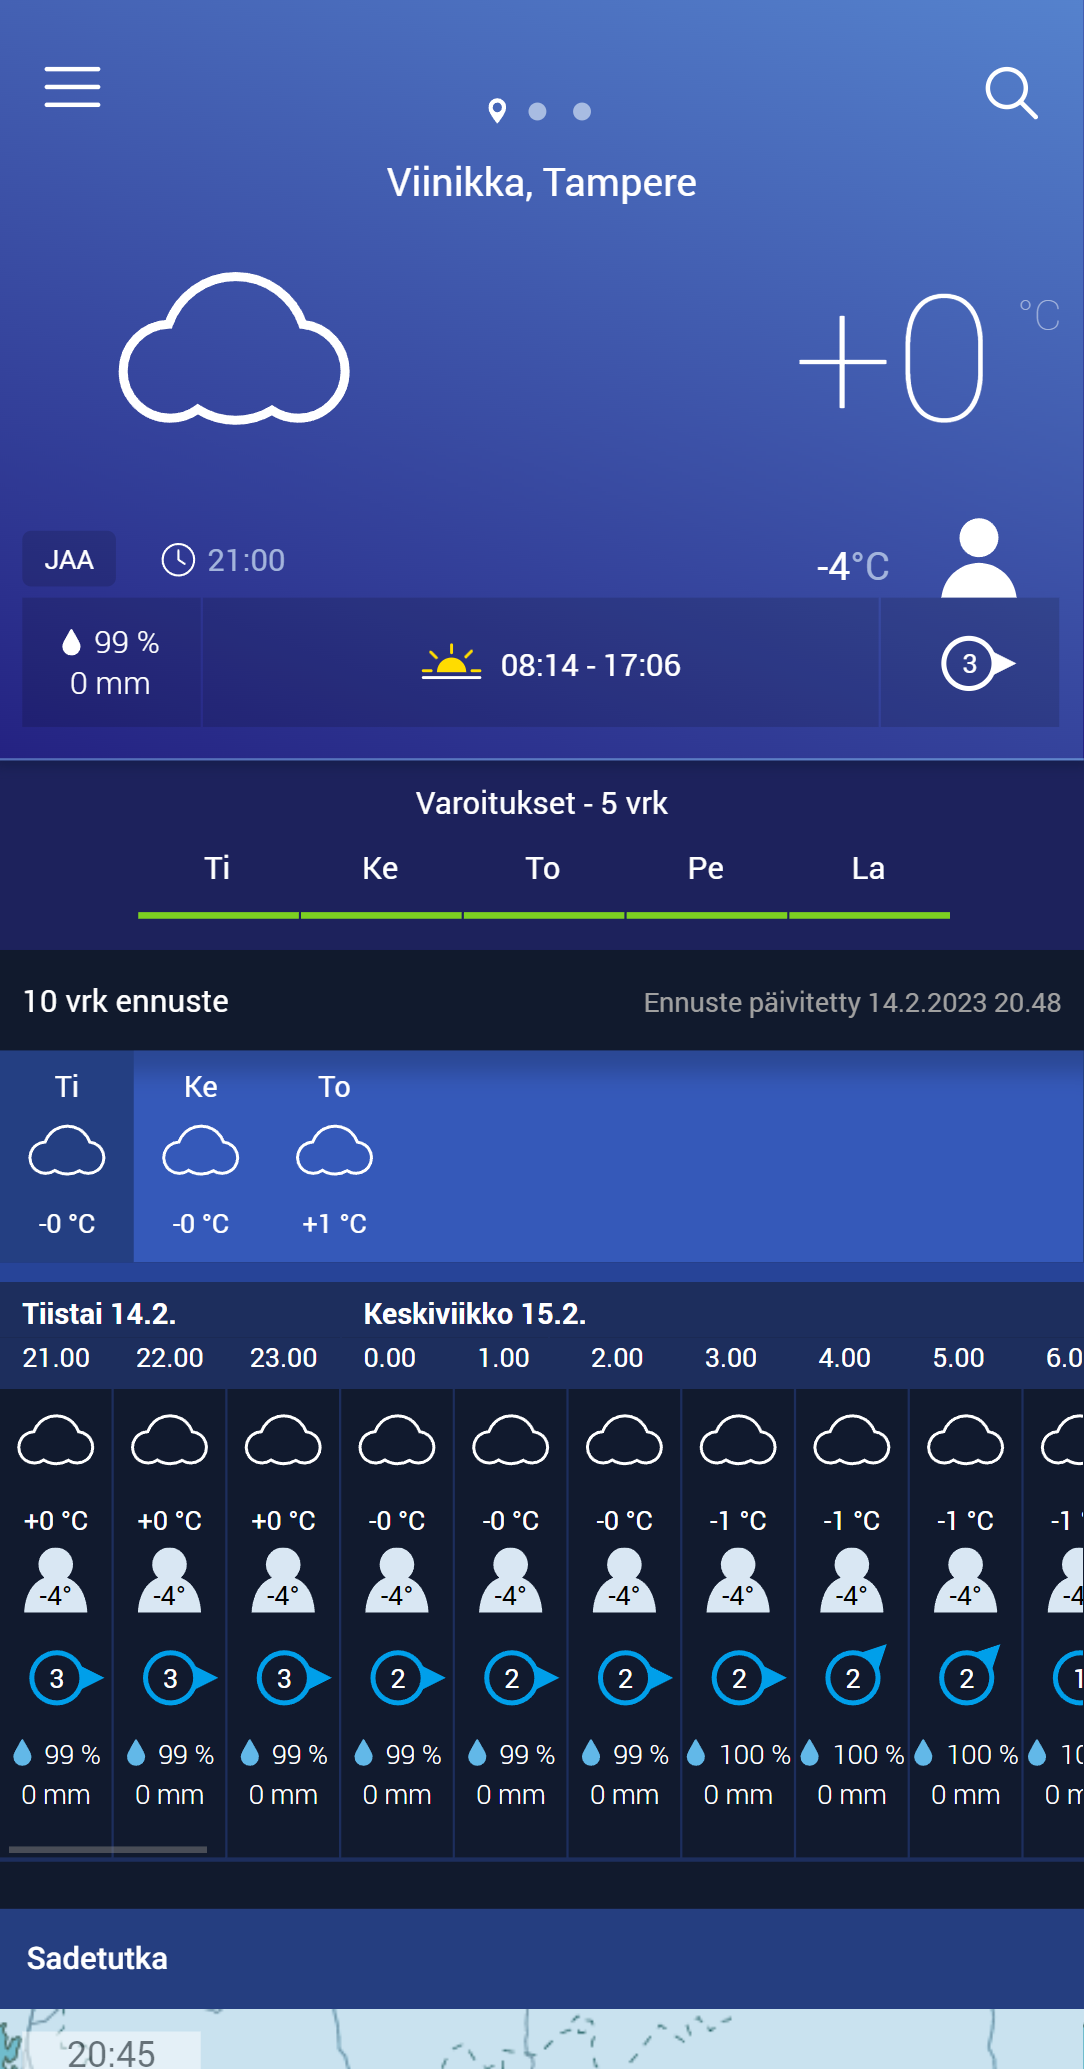 Viinikka, Tampere
+0 °C
JAA 21:00 -4°C
99 %
0 mm
08:14 - 17:06
3
Varoitukset - 5 vrk
Ti Ke To Pe La
10 vrk ennuste Ennuste päivitetty 14.2.2023 20.48
Ti Ke To
-0 °C -0 °C +1 °C
Tiistai 14.2. Keskiviikko 15.2.
21.00 22.00 23.00 0.00 1.00 2.00 3.00 4.00 5.00 6.0
+0 °C +0 °C +0 °C -0 °C -0 °C -0 °C -1 °C -1 °C -1 °C -1
-4° -4° -4° -4° -4° -4° -4° -4° -4° -4
3 3 3 2 2 2 2 2 2 1
99 % 99 % 99 % 99 % 99 % 99 % 100 % 100 % 100 % 10
0 mm 0 mm 0 mm 0 mm 0 mm 0 mm 0 mm 0 mm 0 mm 0 m
Sadetutka
20:45